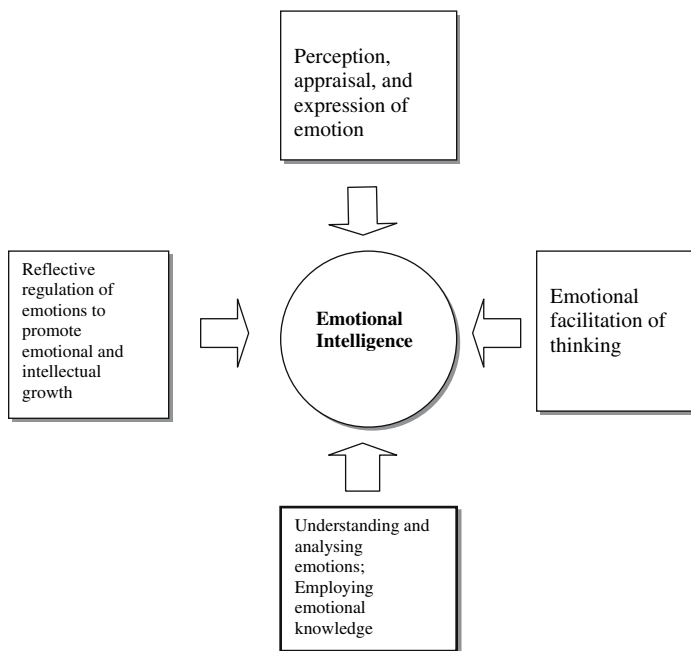 Perception,
appraisal, and
expression of
emotion
Reflective
regulation of
emotions to
promote
emotional and
intellectual
growth
Emotional
Intelligence
Emotional
facilitation of
thinking
Understanding and
analysing
emotions;
Employing
emotional
knowledge